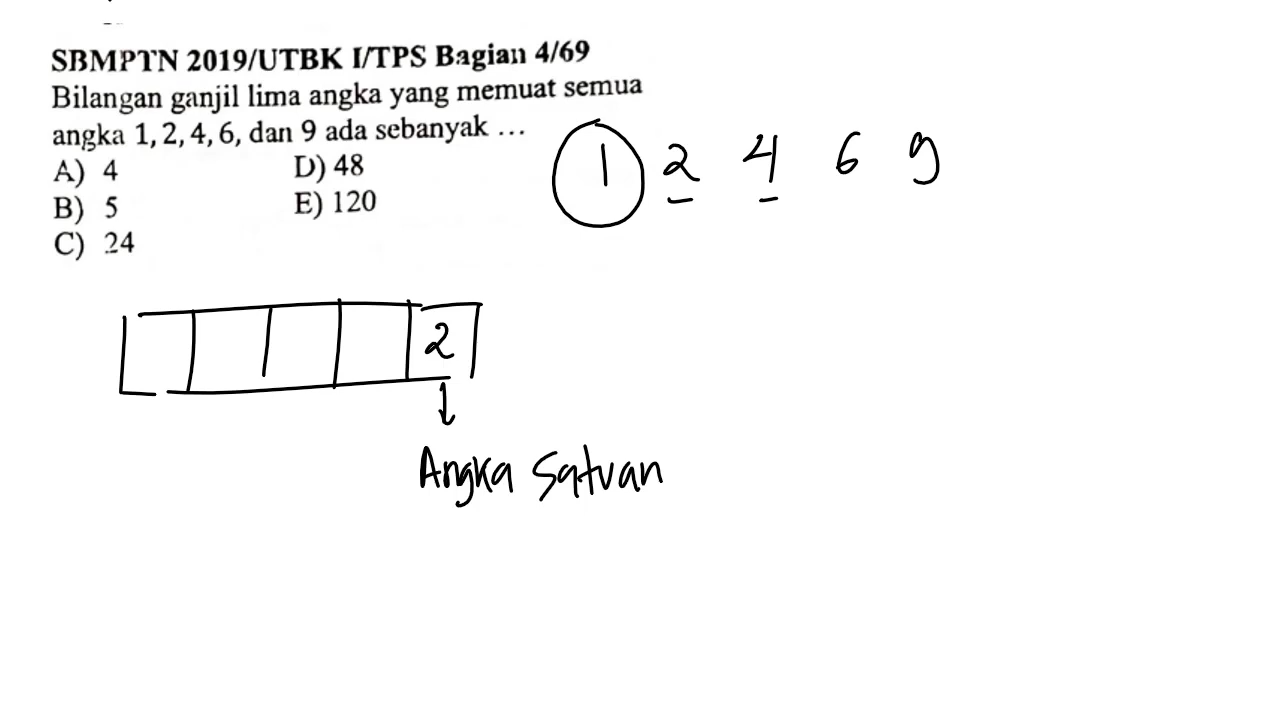 SBMPTN 2019/UTBK I/TPS Bagian 4/69
Bilangan ganjil lima angka yang memuat semua
angka 1, 2, 4, 6, dan 9 ada sebanyak ...
A) 4
D) 48
B) 5
E) 120
C) 24
1 2 4 6 9
2
Angka Satuan